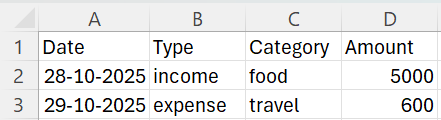 A B C D
1 Date Type Category Amount
2 28-10-2025 income food 5000
3 29-10-2025 expense travel 600